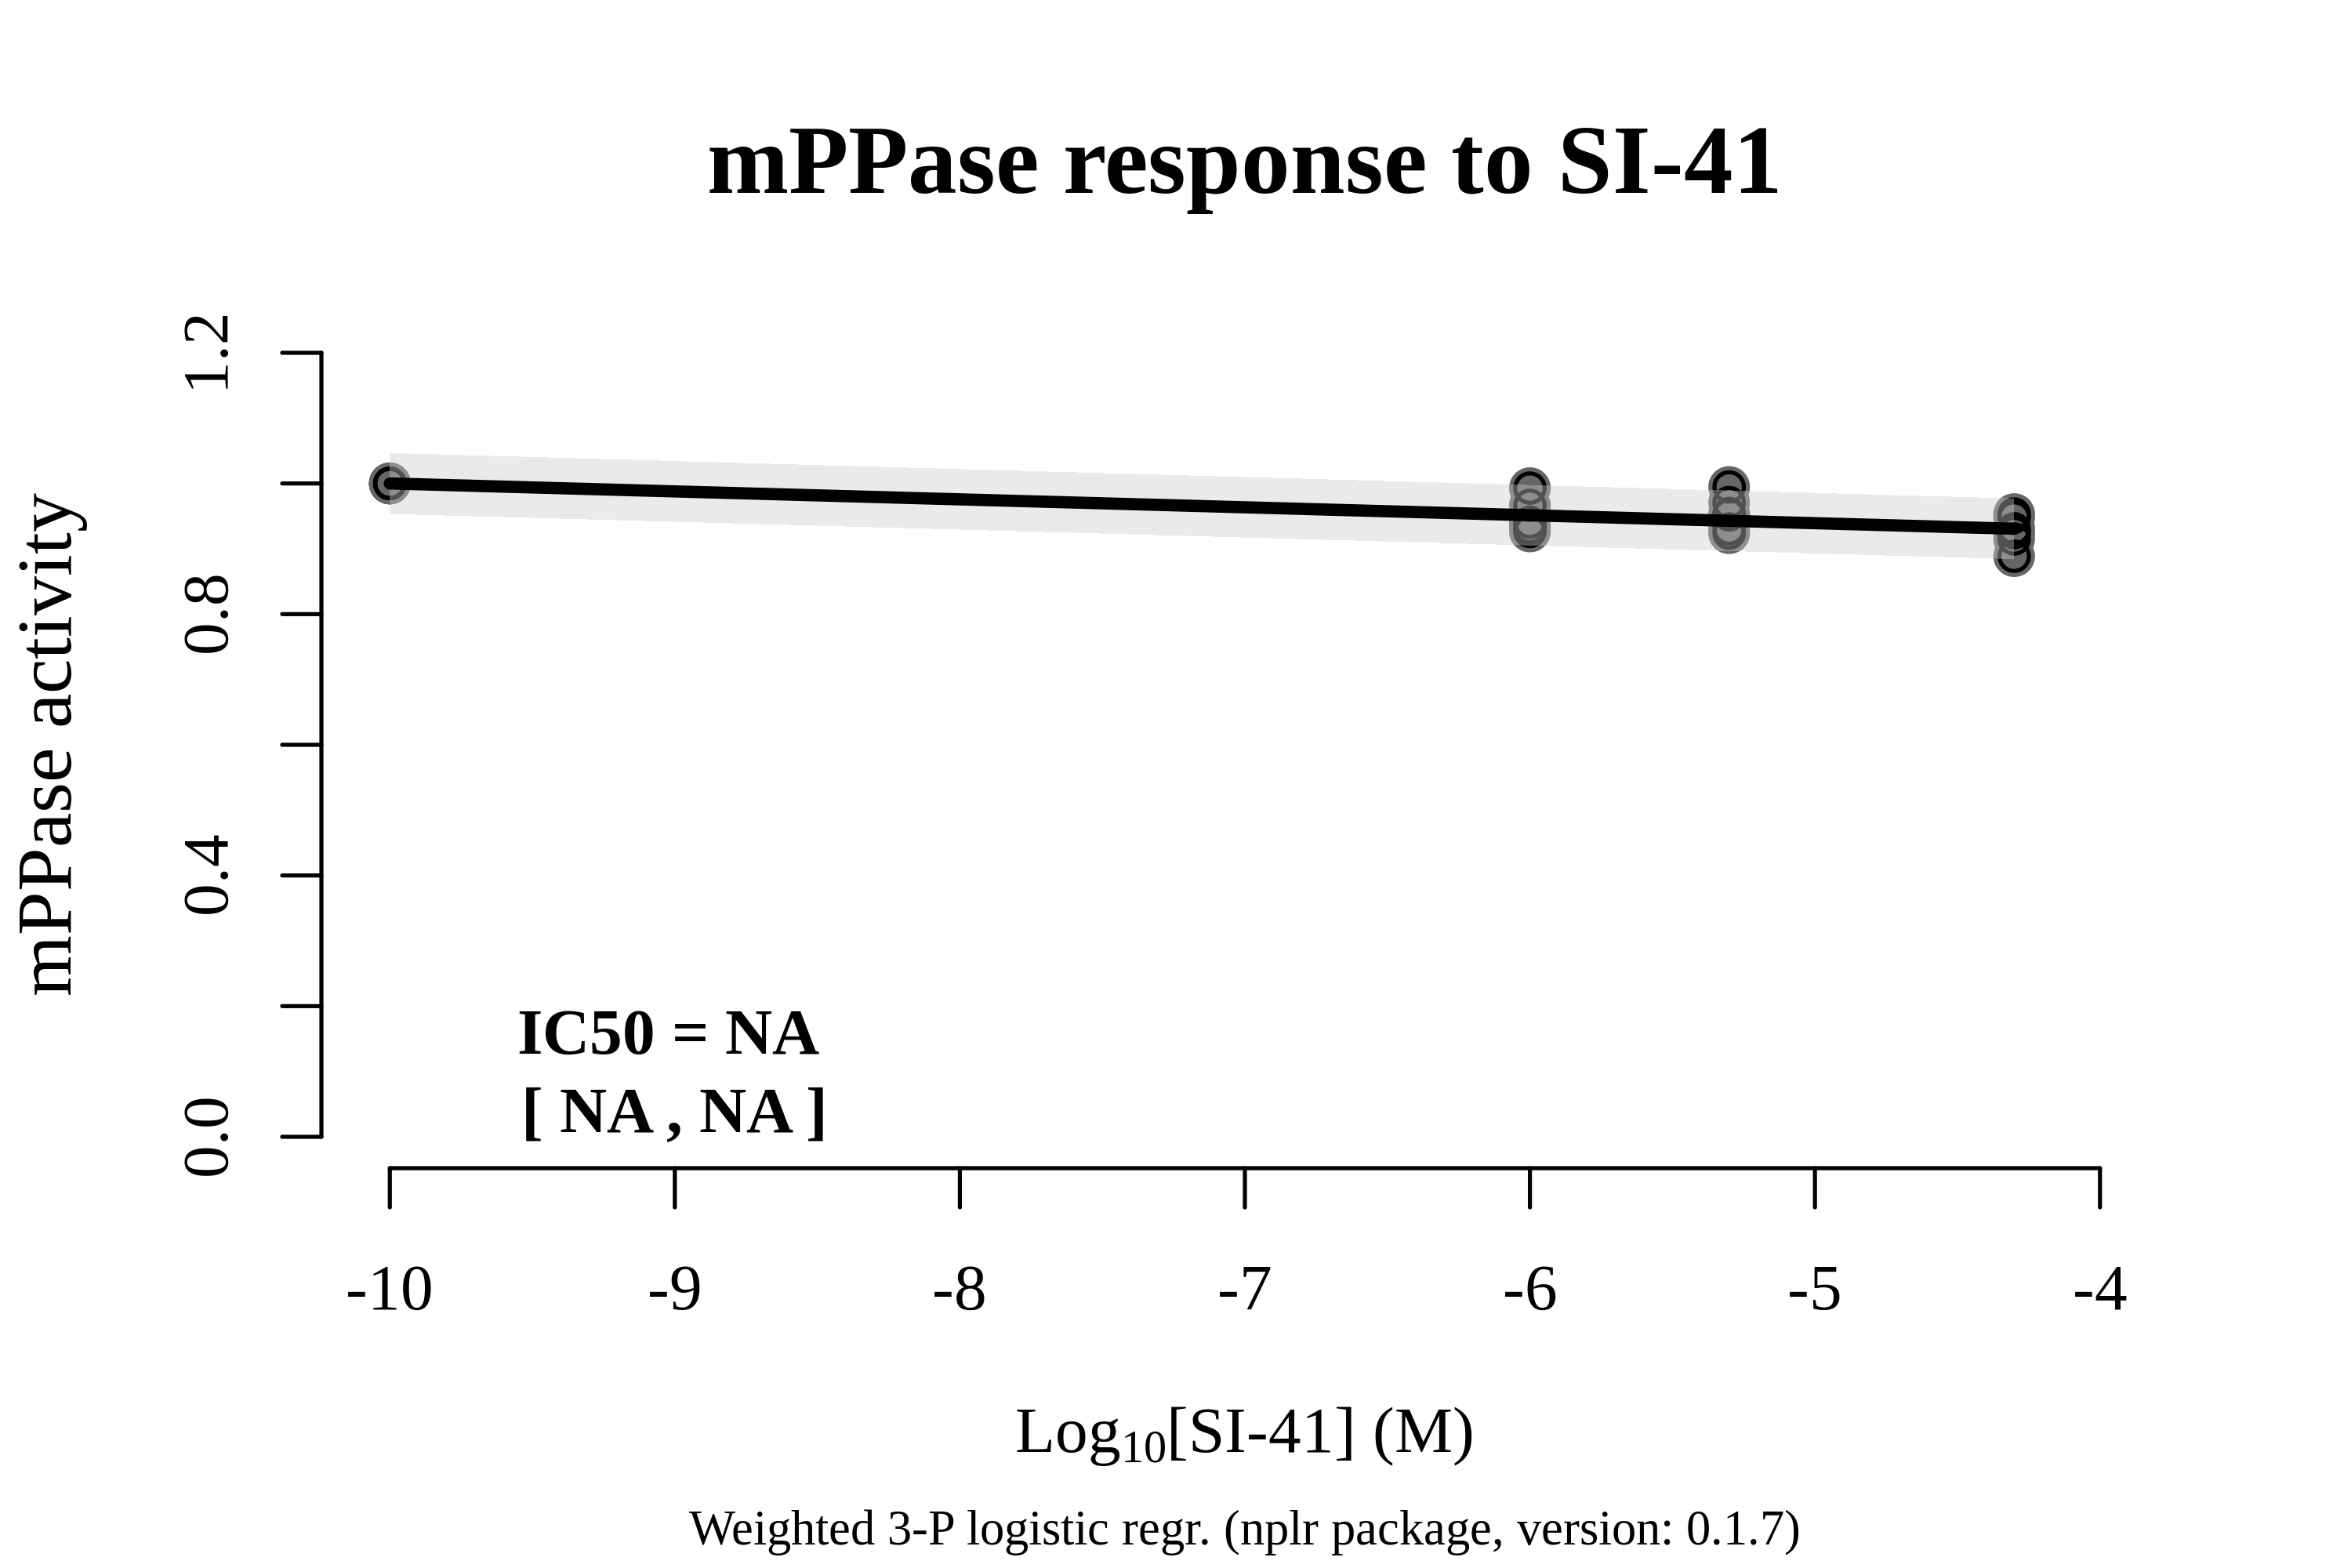 mPPase response to SI-41
mPPase activity
1.2
0.8
0.4
0.0
IC50 = NA
[ NA , NA ]
-10 -9 -8 -7 -6 -5 -4
Log₁₀[SI-41] (M)
Weighted 3-P logistic regr. (nplr package, version: 0.1.7)